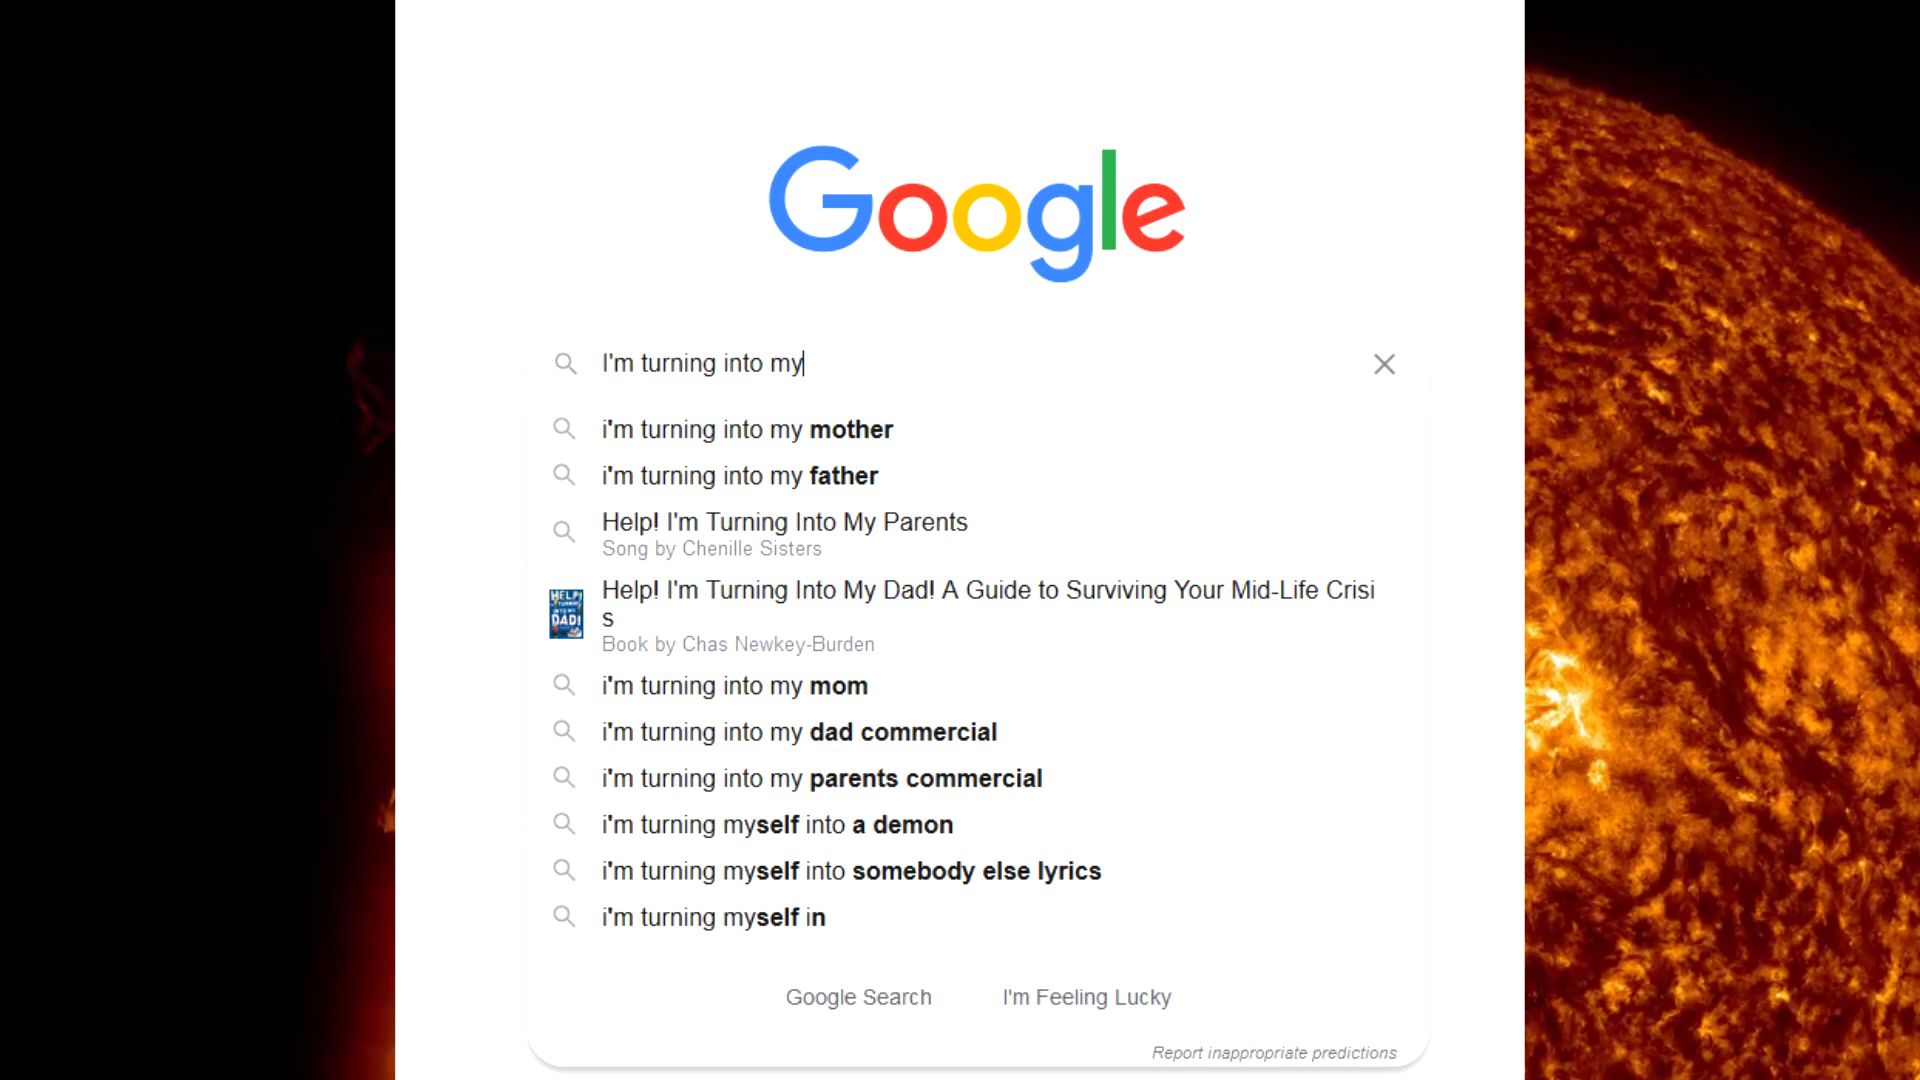 Google
I'm turning into my
i'm turning into my mother
i'm turning into my father
Help! I'm Turning Into My Parents
Song by Chenille Sisters
HELP!
DAD!
Help! I'm Turning Into My Dad! A Guide to Surviving Your Mid-Life Crisi
s
Book by Chas Newkey-Burden
i'm turning into my mom
i'm turning into my dad commercial
i'm turning into my parents commercial
i'm turning myself into a demon
i'm turning myself into somebody else lyrics
i'm turning myself in
Google Search
I'm Feeling Lucky
Report inappropriate predictions